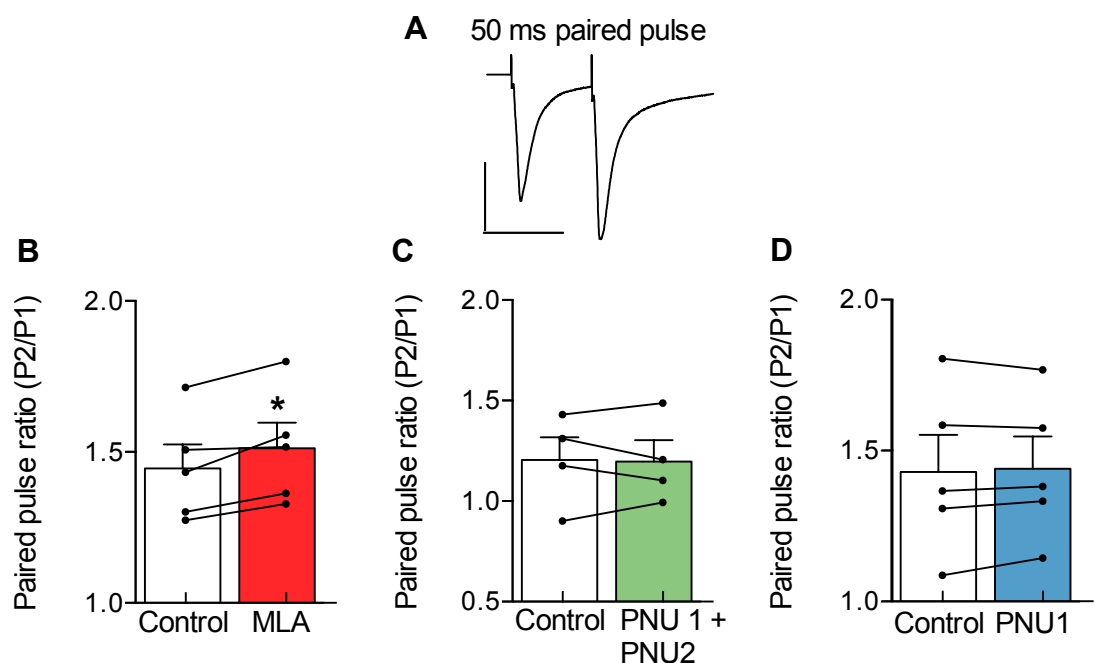 A 50 ms paired pulse
B
Paired pulse ratio (P2/P1)
2.0
1.5
1.0
*
Control MLA
C
Paired pulse ratio (P2/P1)
2.0
1.5
1.0
0.5
Control PNU 1 +
PNU2
D
Paired pulse ratio (P2/P1)
2.0
1.5
1.0
Control PNU1